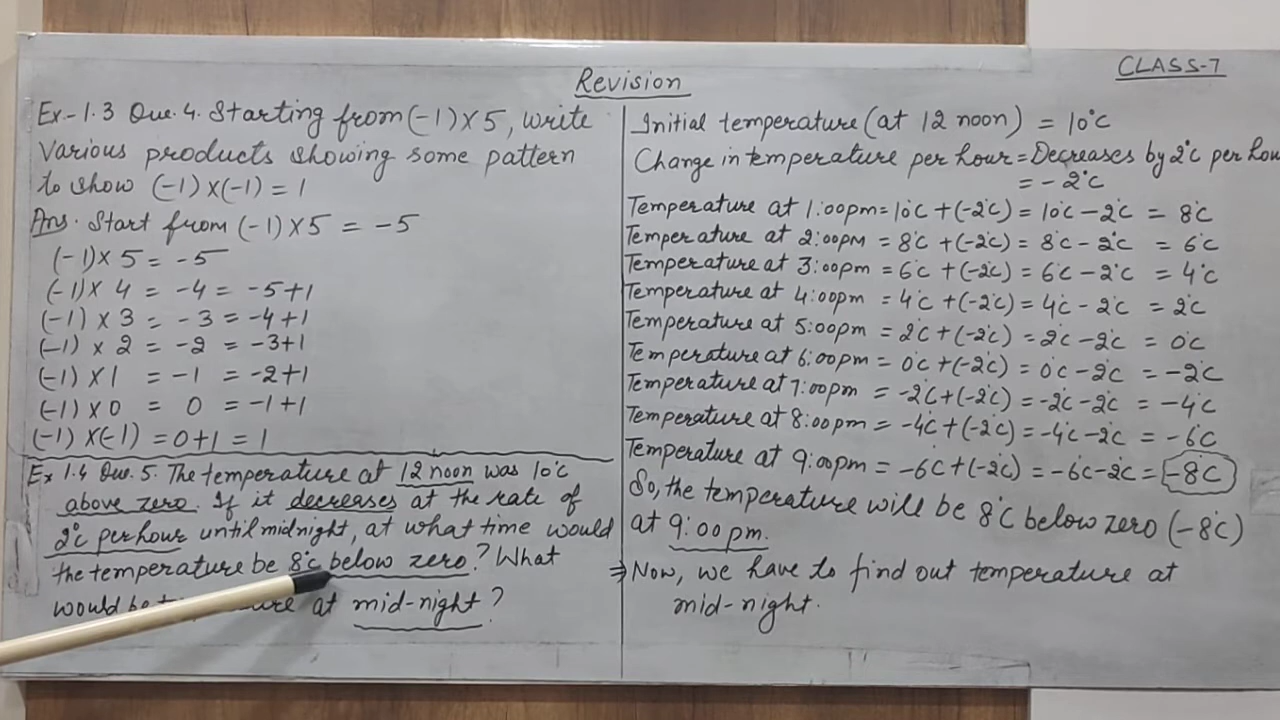 Revision
CLASS-7
Ex-1.3 Que.4. Starting from (-1)×5, write
various products showing some pattern
to show (-1)×(-1) = 1
Ans. Start from (-1)×5 = -5
(-1)×5 = -5
(-1)×4 = -4 = -5+1
(-1)×3 = -3 = -4+1
(-1)×2 = -2 = -3+1
(-1)×1 = -1 = -2+1
(-1)×0 = 0 = -1+1
(-1)×(-1) = 0+1 = 1
Ex 1.4 Que.5. The temperature at 12 noon was 10°C
above zero. If it decreases at the rate of
2°C per hour until midnight, at what time would
the temperature be 8°C below zero? What
would be at mid-night?
Initial temperature (at 12 noon) = 10°C
Change in temperature per hour = Decreases by 2°C per hou
= -2°C
Temperature at 1:00pm = 10°C + (-2°C) = 10°C - 2°C = 8°C
Temperature at 2:00pm = 8°C + (-2°C) = 8°C - 2°C = 6°C
Temperature at 3:00pm = 6°C + (-2°C) = 6°C - 2°C = 4°C
Temperature at 4:00pm = 4°C + (-2°C) = 4°C - 2°C = 2°C
Temperature at 5:00pm = 2°C + (-2°C) = 2°C - 2°C = 0°C
Temperature at 6:00pm = 0°C + (-2°C) = 0°C - 2°C = -2°C
Temperature at 7:00pm = -2°C + (-2°C) = -2°C - 2°C = -4°C
Temperature at 8:00pm = -4°C + (-2°C) = -4°C - 2°C = -6°C
Temperature at 9:00pm = -6°C + (-2°C) = -6°C - 2°C = -8°C
So, the temperature will be 8°C below zero (-8°C)
at 9:00 pm.
⇒ Now, we have to find out temperature at
mid-night.